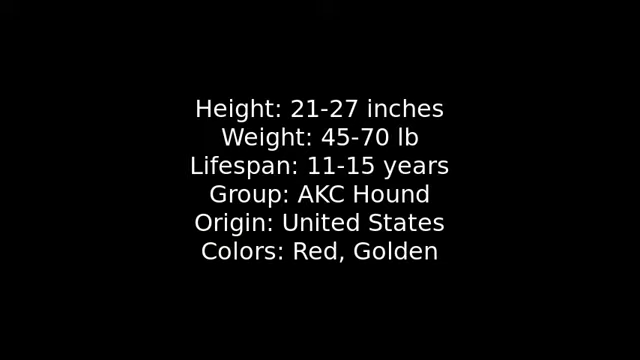 Height: 21-27 inches
Weight: 45-70 lb
Lifespan: 11-15 years
Group: AKC Hound
Origin: United States
Colors: Red, Golden